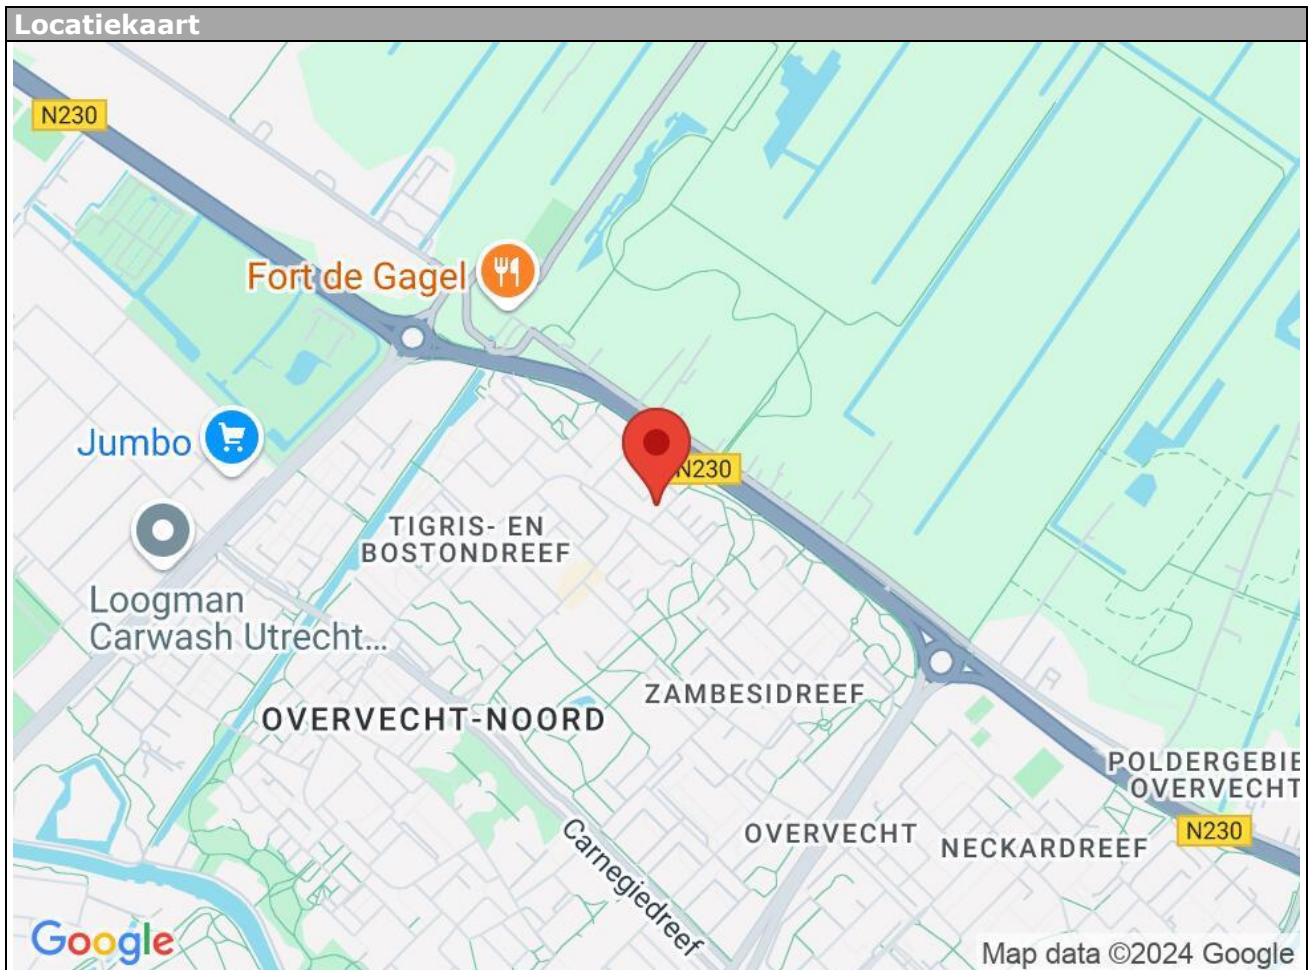 Locatiekaart
N230
Fort de Gagel
Jumbo
N230
TIGRIS- EN
BOSTONDREEF
Loogman
Carwash Utrecht...
ZAMBESIDREEF
OVERVECHT-NOORD
POLDERGEBIE
OVERVECHT
N230
OVERVECHT
NECKARDREEF
Carnegiedreef
Google
Map data ©2024 Google